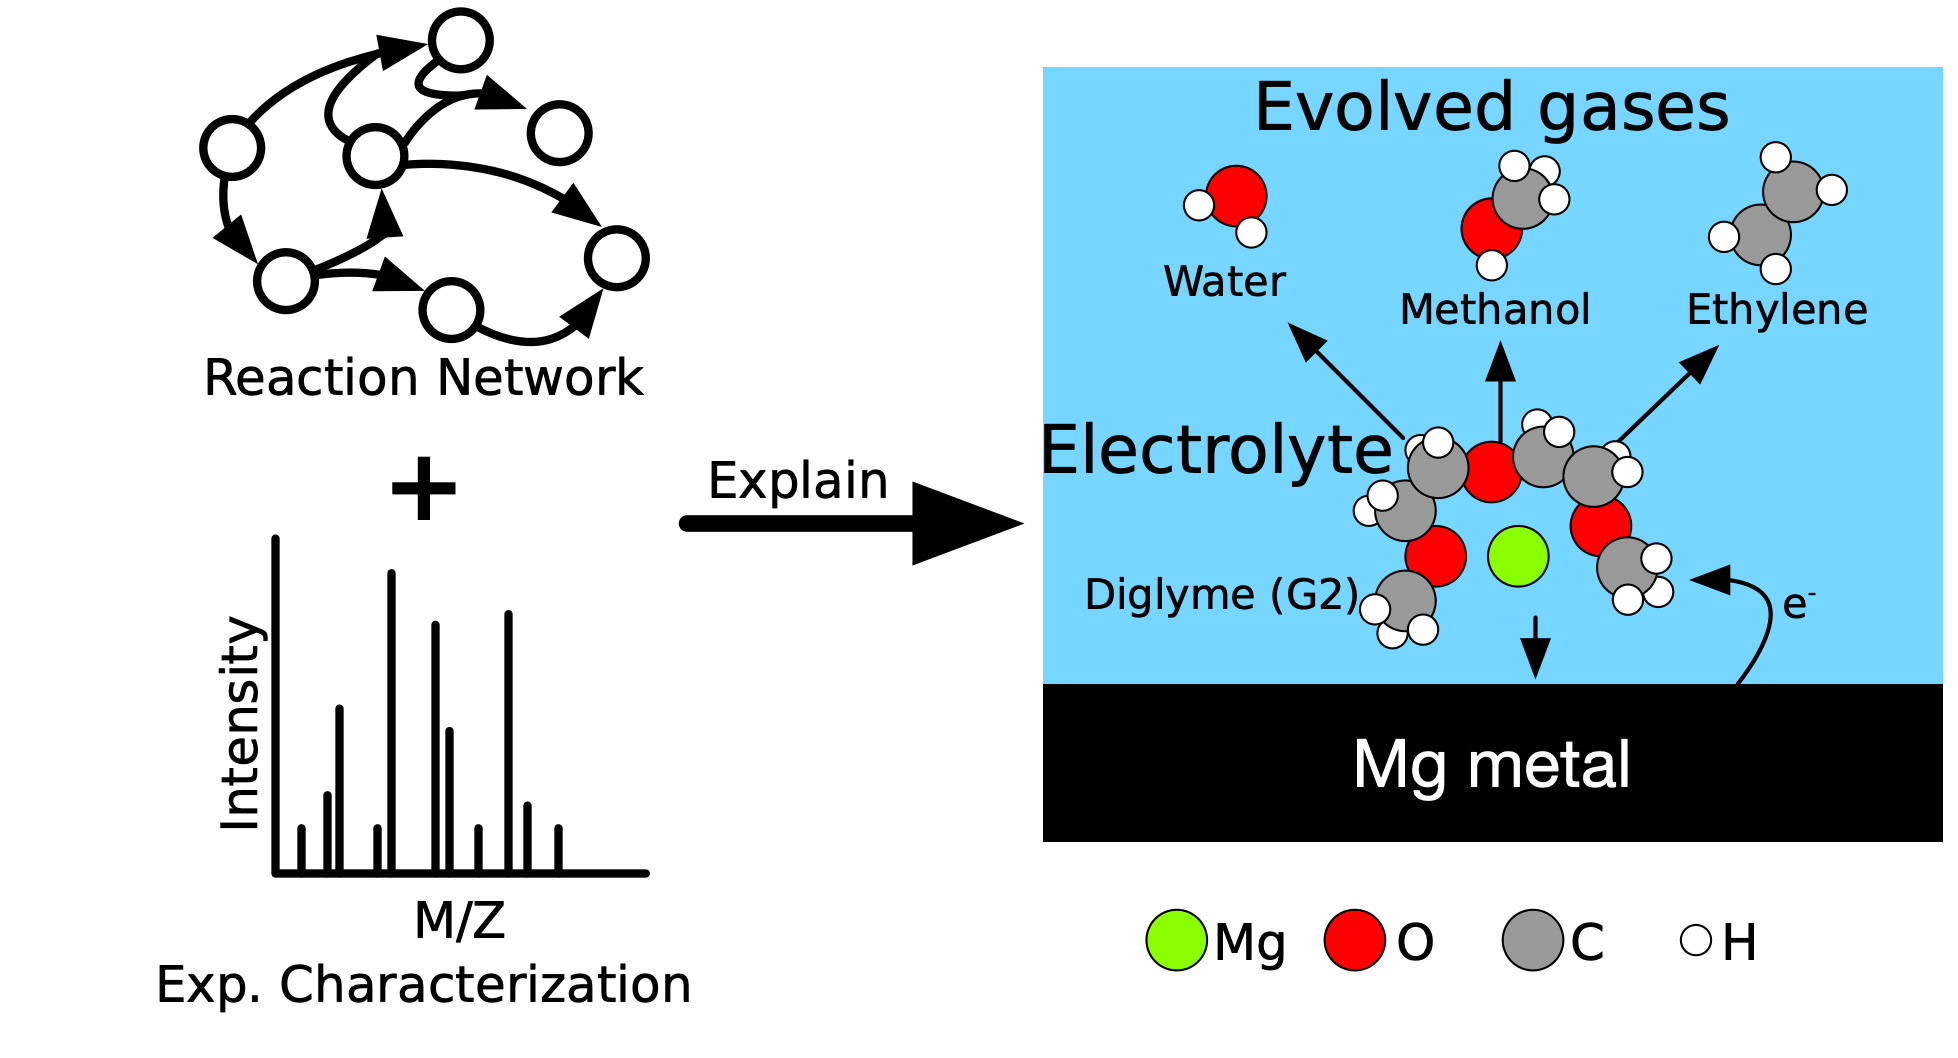 Reaction Network
+
Intensity
M/Z
Exp. Characterization
Explain
Evolved gases
Water
Methanol
Ethylene
Electrolyte
Diglyme (G2)
e-
Mg metal
Mg O C H